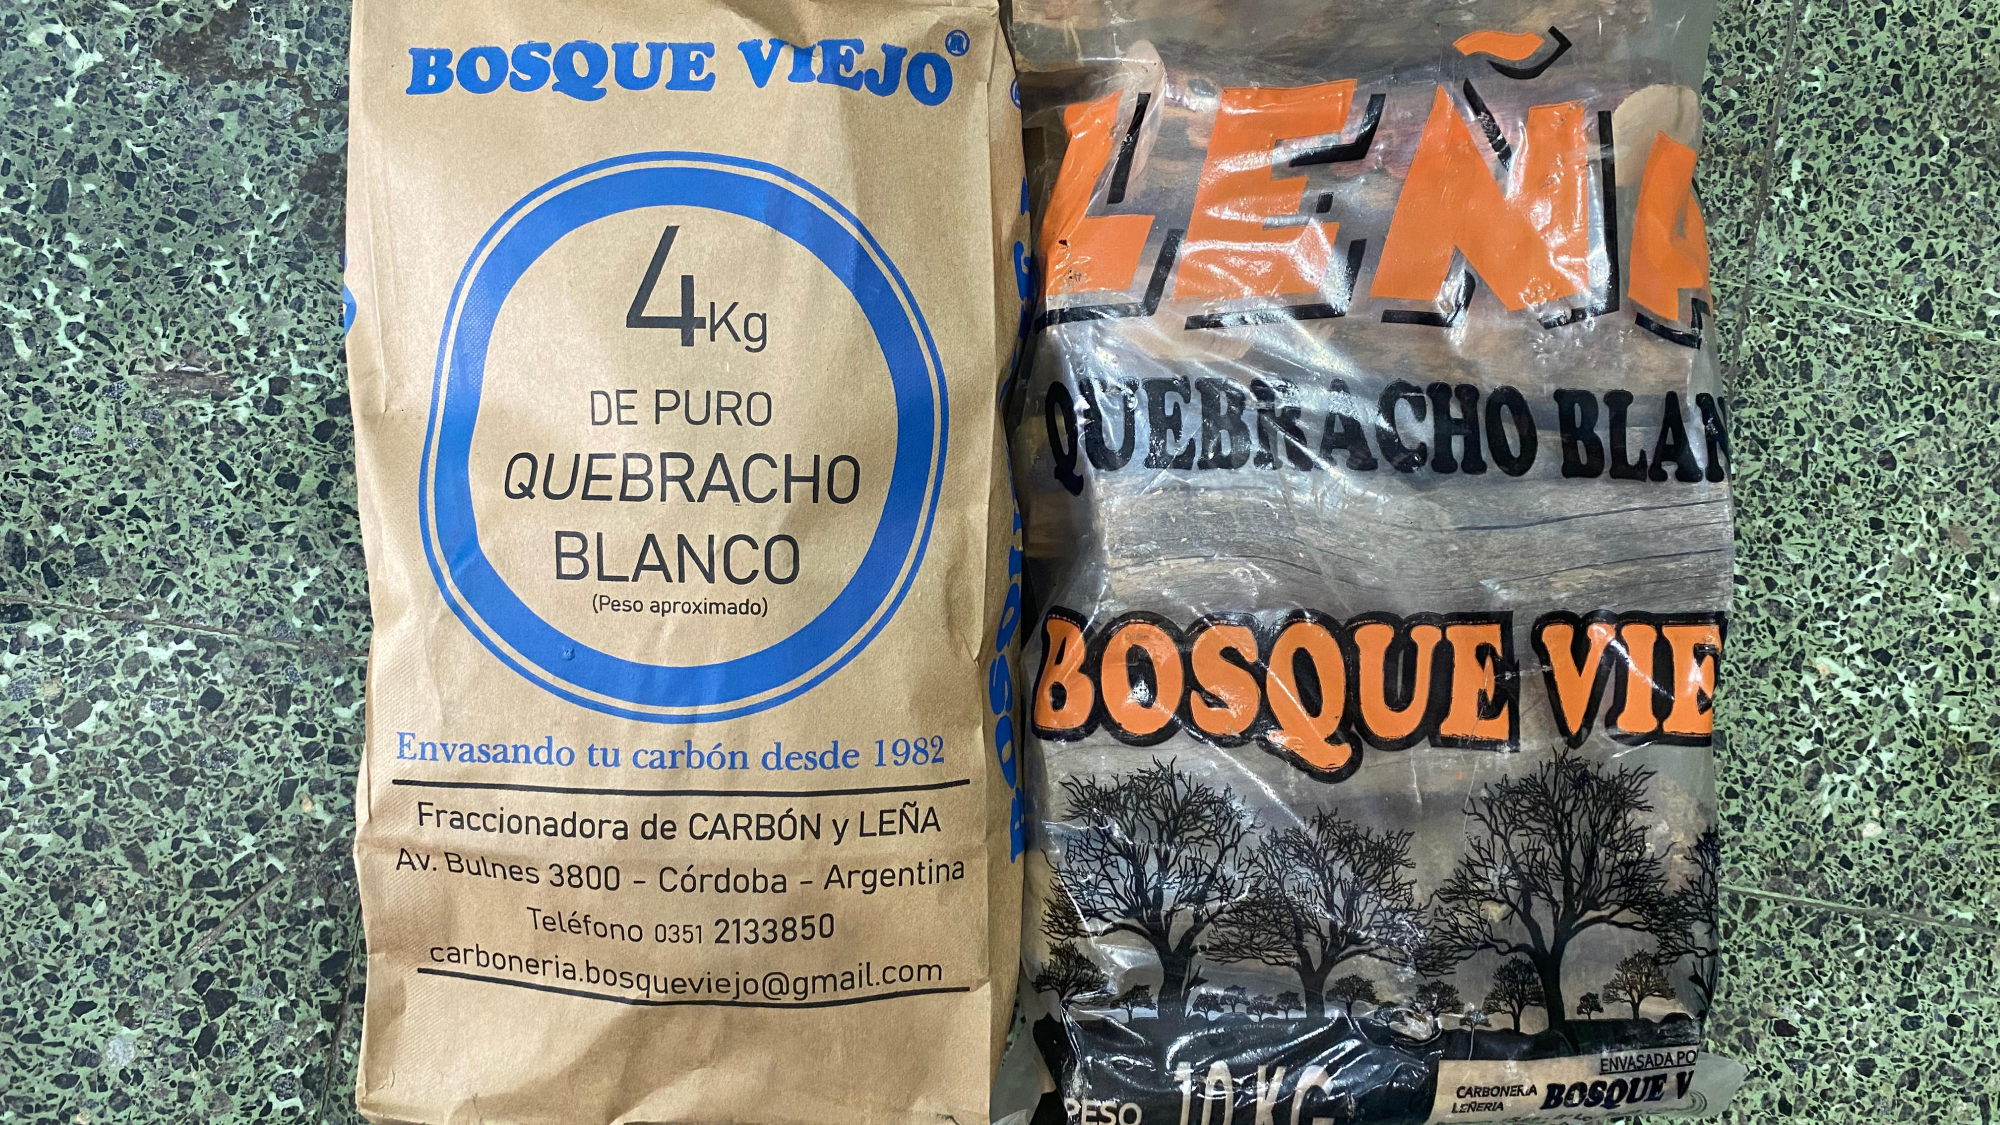 BOSQUE VIEJO®
4Kg
DE PURO
QUEBRACHO
BLANCO
(Peso aproximado)
Envasando tu carbón desde 1982
Fraccionadora de CARBÓN y LEÑA
Av. Bulnes 3800 - Córdoba - Argentina
Teléfono 0351 2133850
carboneria.bosqueviejo@gmail.com
LEÑA
QUEBRACHO BLAN
BOSQUE VIE
PESO 10 KG
ENVASADA PO
CARBONERIA
LEÑERIA
BOSQUE V